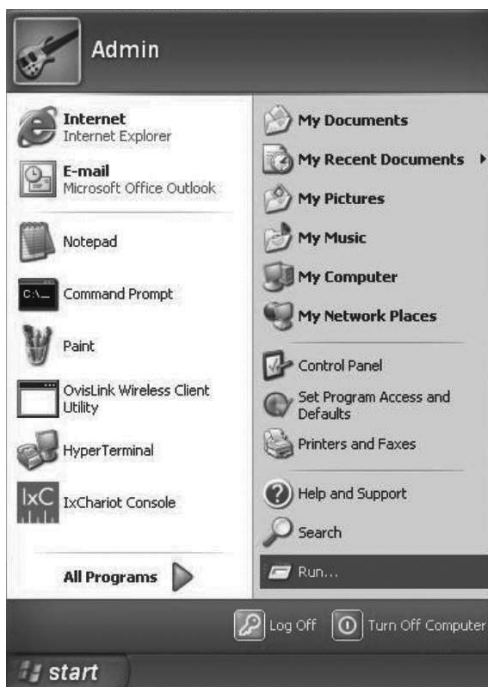 Admin
Internet
Internet Explorer
E-mail
Microsoft Office Outlook
Notepad
C:\_
Command Prompt
Paint
OvisLink Wireless Client
Utility
HyperTerminal
IxC
IxChariot Console
All Programs
My Documents
My Recent Documents
My Pictures
My Music
My Computer
My Network Places
Control Panel
Set Program Access and
Defaults
Printers and Faxes
Help and Support
Search
Run...
Log Off
Turn Off Computer
start